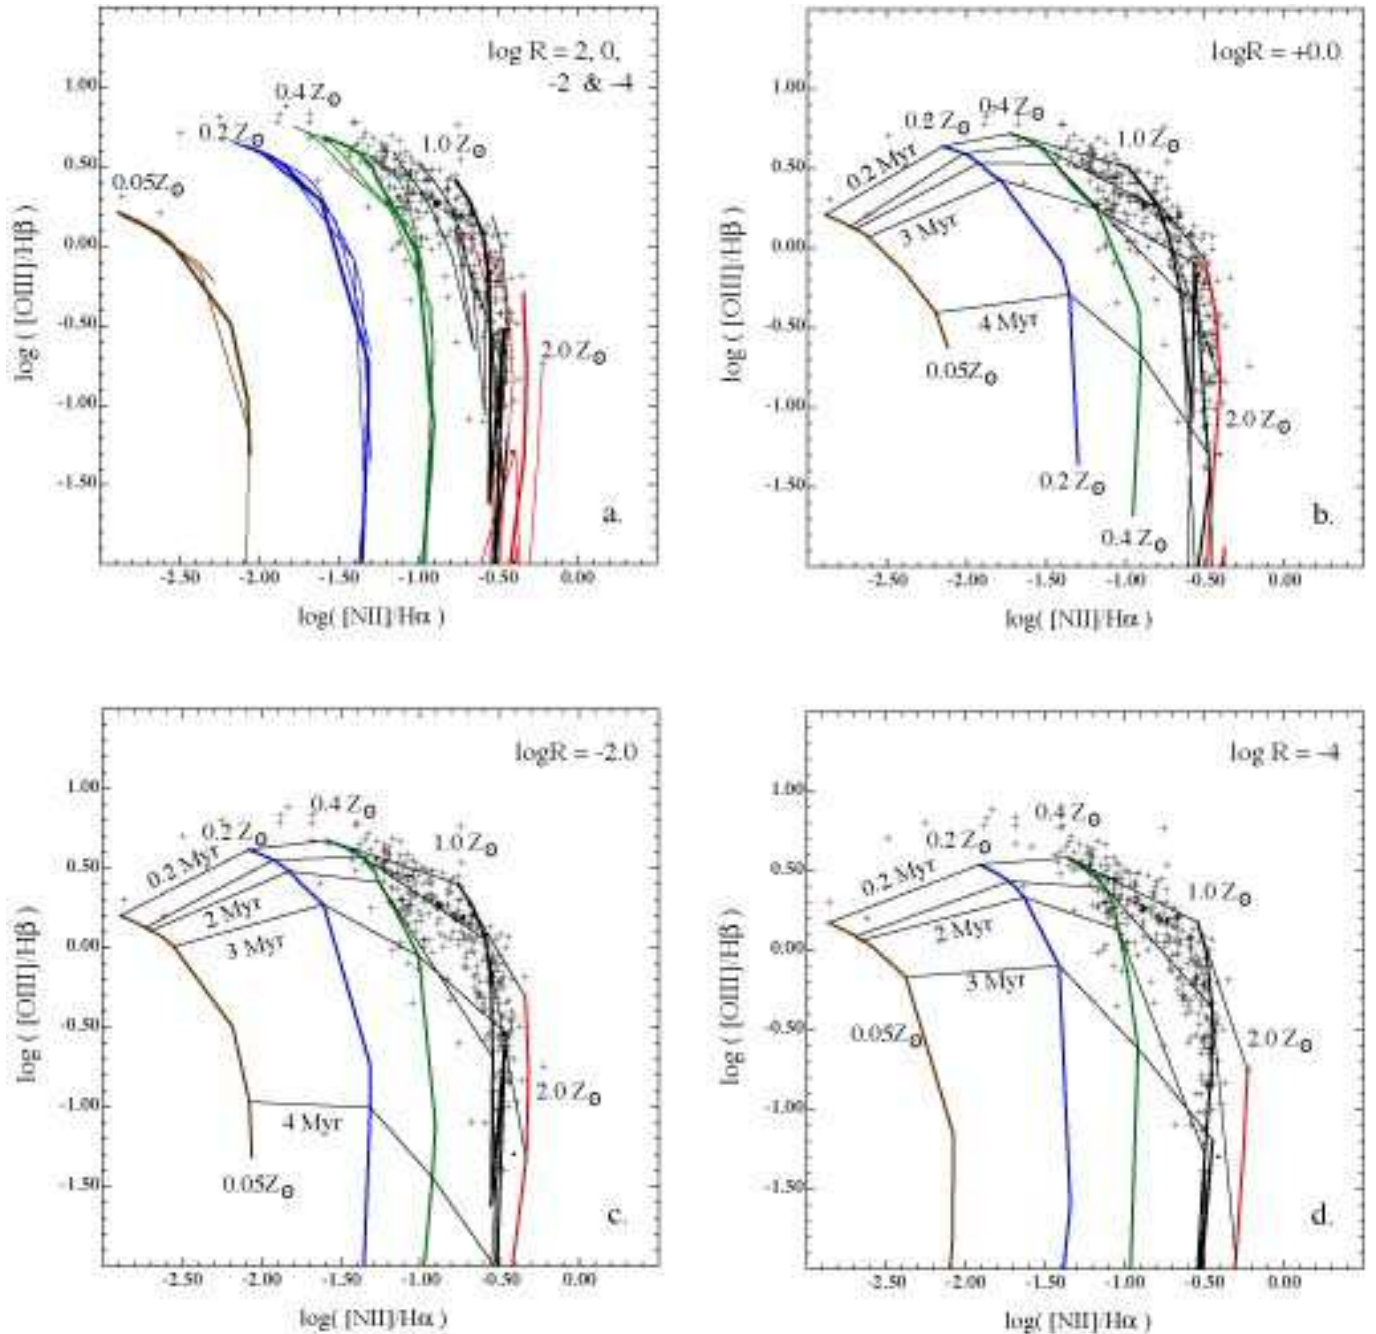 log R = 2, 0,
-2 & -4
0.4 Z⊙
0.2 Z⊙
1.0 Z⊙
0.05Z⊙
2.0 Z⊙
a.
1.00
0.50
0.00
-0.50
-1.00
-1.50
log ( [OIII]/Hβ )
-2.50
-2.00
-1.50
-1.00
-0.50
0.00
log( [NII]/Hα )
logR = +0.0
0.4 Z⊙
0.2 Z⊙
1.0 Z⊙
0.2 Myr
3 Myr
4 Myr
0.05Z⊙
2.0 Z⊙
0.2 Z⊙
0.4 Z⊙
b.
1.00
0.50
0.00
-0.50
-1.00
-1.50
log ( [OIII]/Hβ )
-2.50
-2.00
-1.50
-1.00
-0.50
0.00
log( [NII]/Hα )
logR = -2.0
0.4 Z⊙
0.2 Z⊙
1.0 Z⊙
0.2 Myr
2 Myr
3 Myr
4 Myr
2.0 Z⊙
0.05Z⊙
c.
1.00
0.50
0.00
-0.50
-1.00
-1.50
log ( [OIII]/Hβ )
-2.50
-2.00
-1.50
-1.00
-0.50
0.00
log( [NII]/Hα )
log R = -4
0.4 Z⊙
0.2 Z⊙
1.0 Z⊙
0.2 Myr
2 Myr
3 Myr
0.05Z⊙
2.0 Z⊙
d.
1.00
0.50
0.00
-0.50
-1.00
-1.50
log ( [OIII]/Hβ )
-2.50
-2.00
-1.50
-1.00
-0.50
0.00
log( [NII]/Hα )